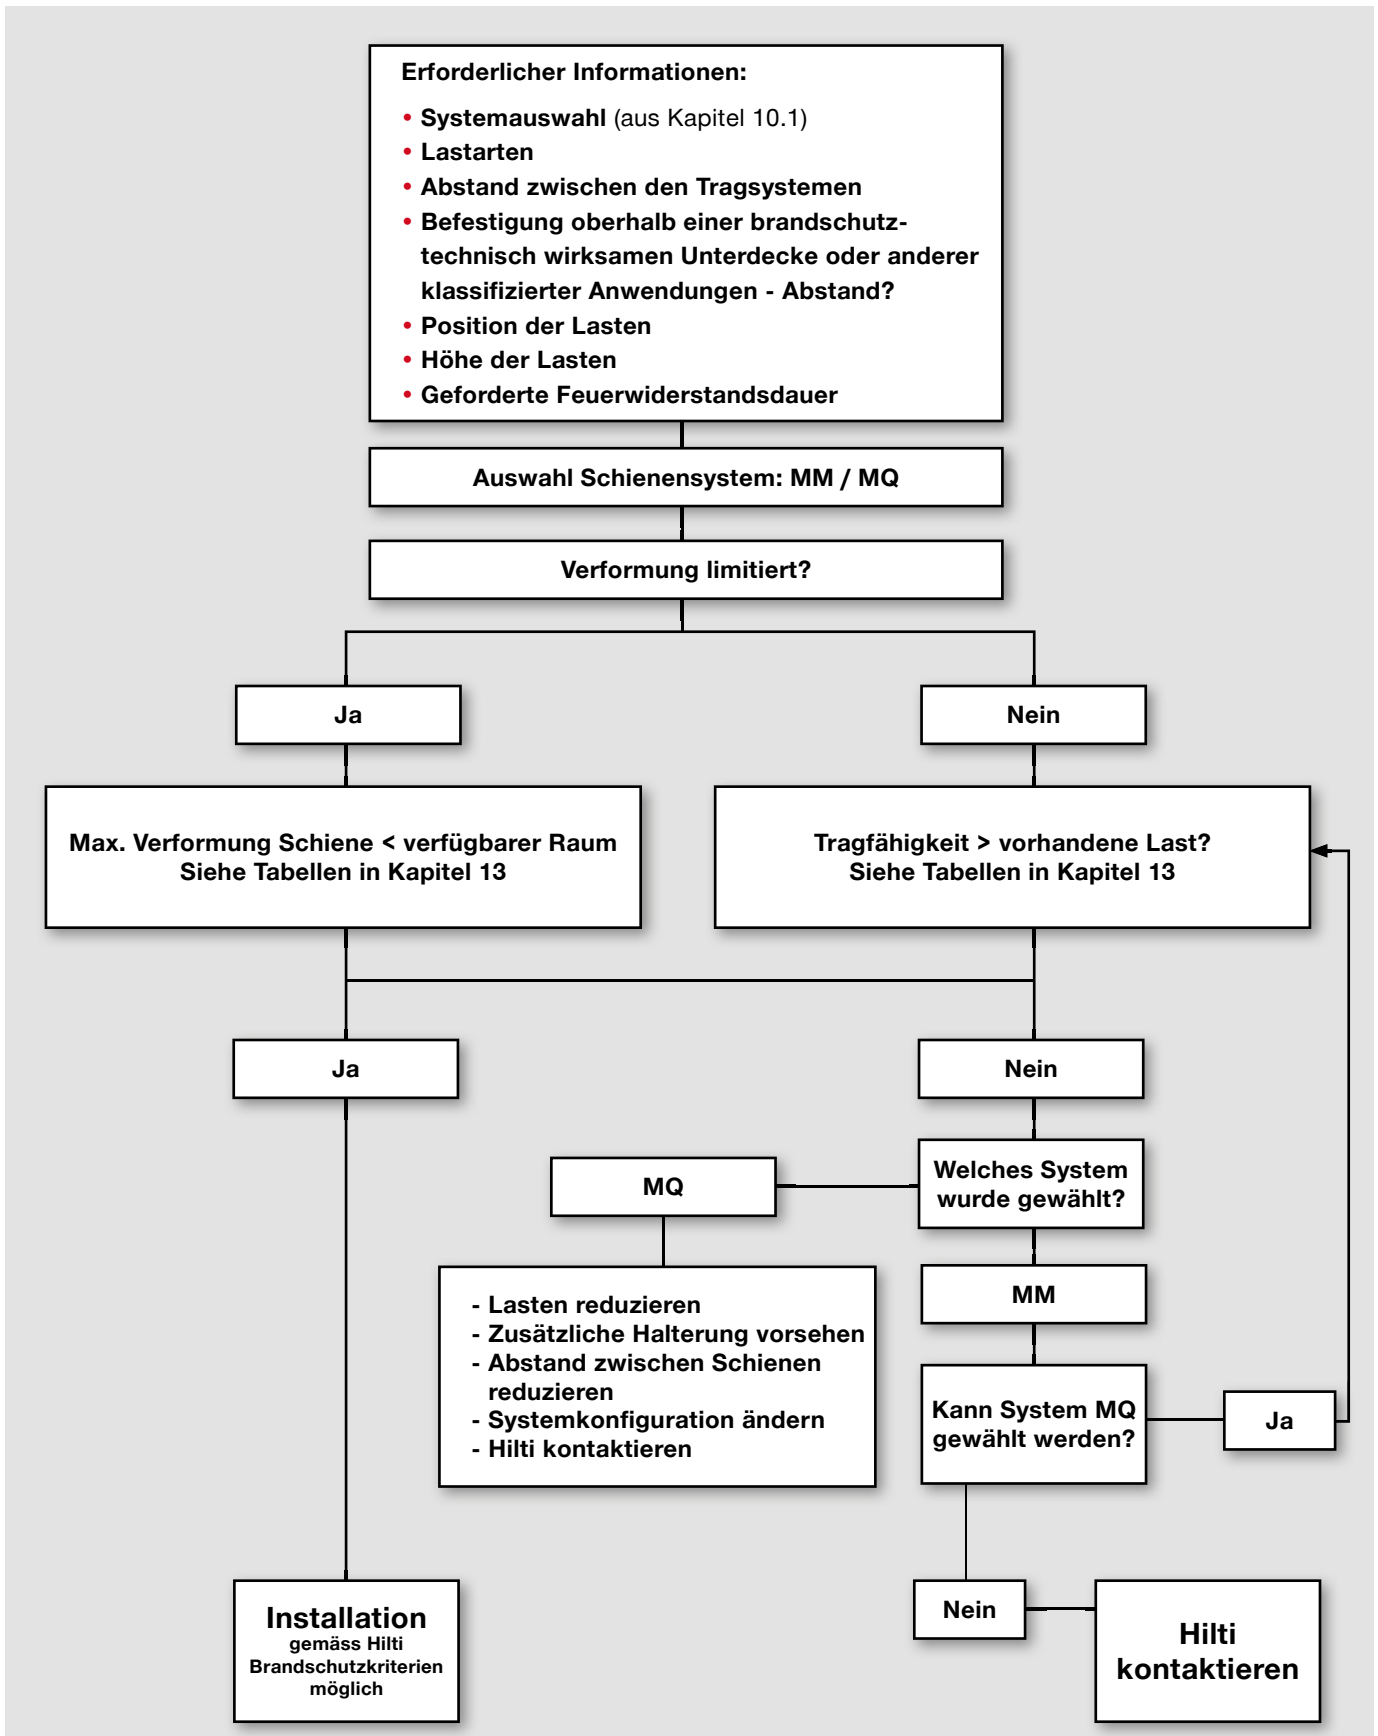 Erforderlicher Informationen:
• Systemauswahl (aus Kapitel 10.1)
• Lastarten
• Abstand zwischen den Tragsystemen
• Befestigung oberhalb einer brandschutz-
technisch wirksamen Unterdecke oder anderer
klassifizierter Anwendungen - Abstand?
• Position der Lasten
• Höhe der Lasten
• Geforderte Feuerwiderstandsdauer
Auswahl Schienensystem: MM / MQ
Verformung limitiert?
Ja
Nein
Max. Verformung Schiene < verfügbarer Raum
Siehe Tabellen in Kapitel 13
Tragfähigkeit > vorhandene Last?
Siehe Tabellen in Kapitel 13
Ja
Nein
Welches System
wurde gewählt?
MQ
MM
- Lasten reduzieren
- Zusätzliche Halterung vorsehen
- Abstand zwischen Schienen
reduzieren
- Systemkonfiguration ändern
- Hilti kontaktieren
Kann System MQ
gewählt werden?
Ja
Nein
Hilti
kontaktieren
Installation
gemäss Hilti
Brandschutzkriterien
möglich